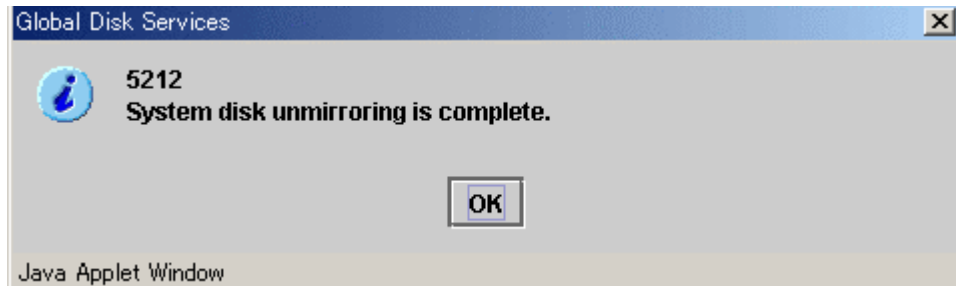 Global Disk Services
5212
System disk unmirroring is complete.
OK
Java Applet Window